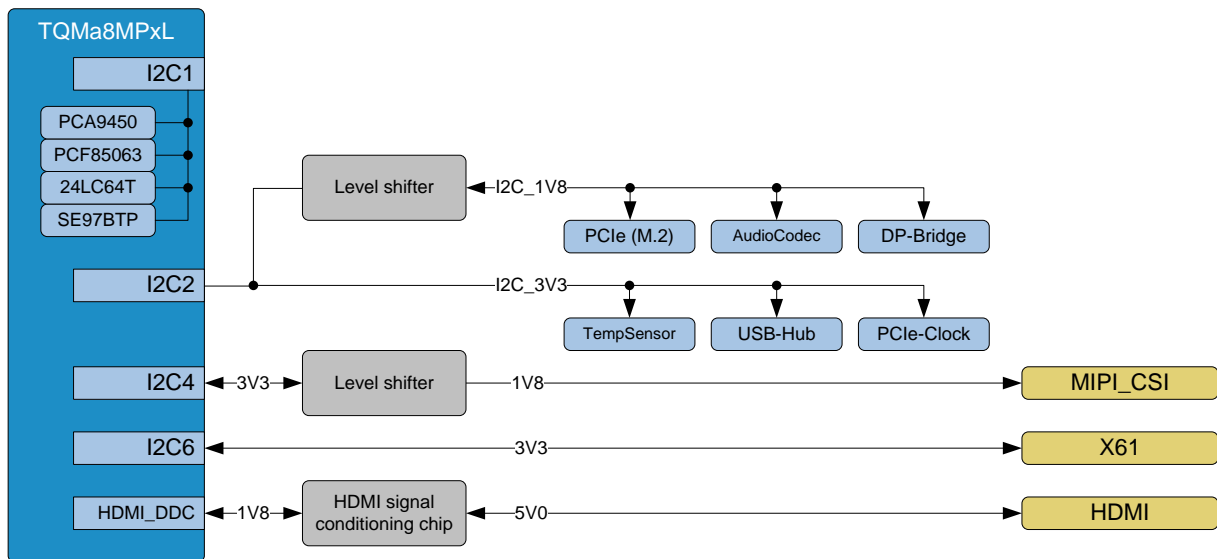 TQMa8MPxL
I2C1
PCA9450
PCF85063
24LC64T
SE97BTP
Level shifter
I2C_1V8
PCIe (M.2)
AudioCodec
DP-Bridge
I2C2
I2C_3V3
TempSensor
USB-Hub
PCIe-Clock
I2C4
3V3
Level shifter
1V8
MIPI_CSI
I2C6
3V3
X61
HDMI_DDC
1V8
HDMI signal
conditioning chip
5V0
HDMI